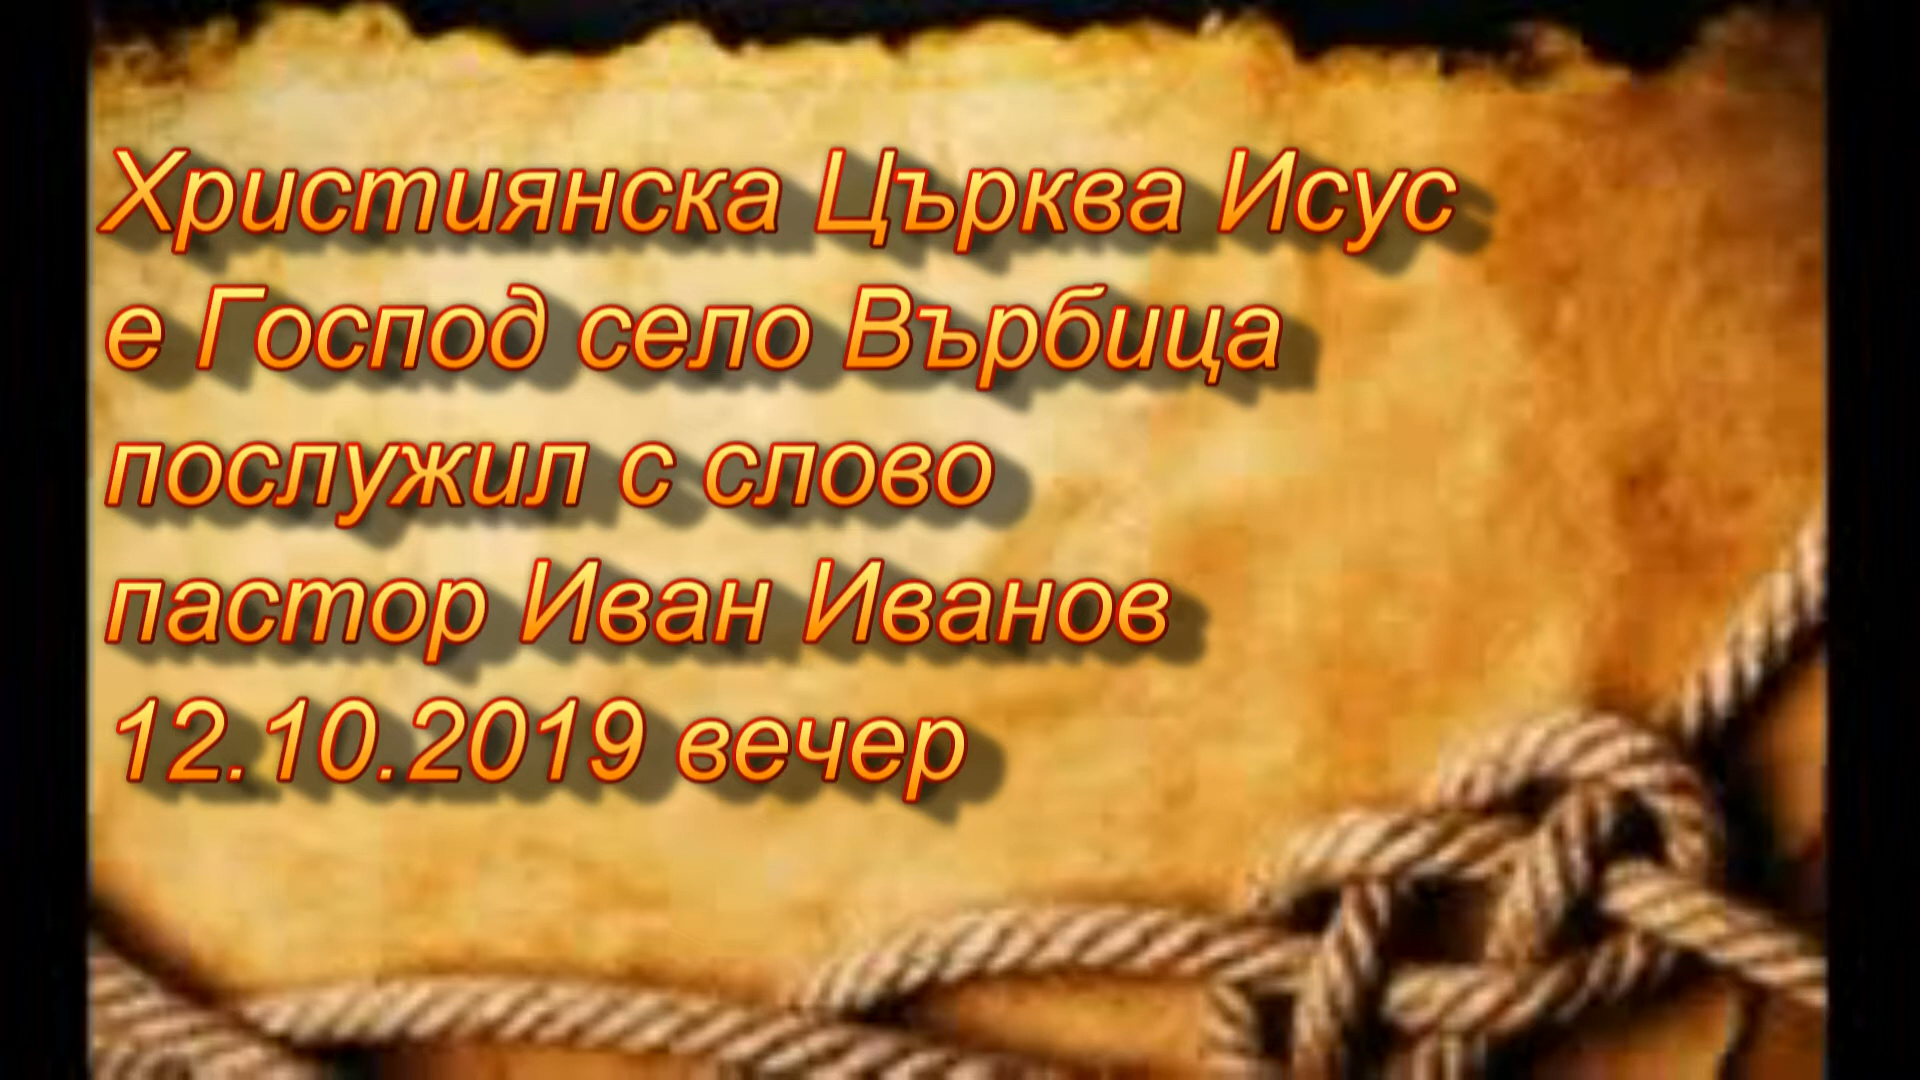 Християнска Църква Исус
е Господ село Върбица
послужил с слово
пастор Иван Иванов
12.10.2019 вечер